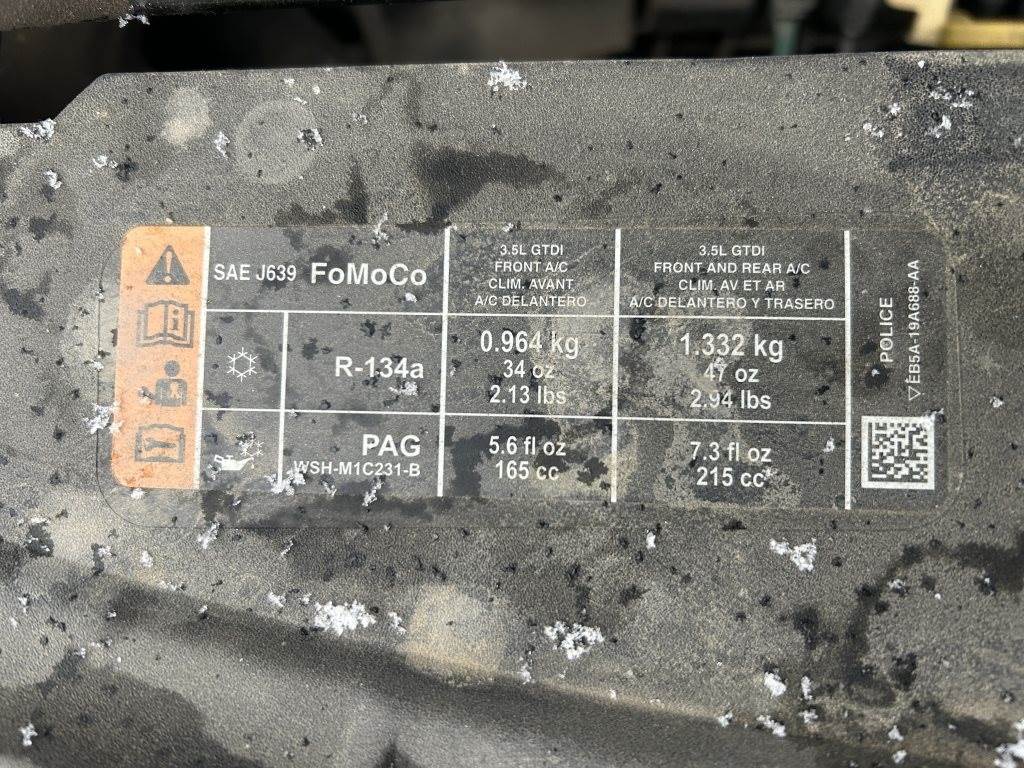 SAE J639 FoMoCo
3.5L GTDI
FRONT A/C
CLIM. AVANT
A/C DELANTERO
3.5L GTDI
FRONT AND REAR A/C
CLIM. AV ET AR
A/C DELANTERO Y TRASERO
R-134a
0.964 kg
34 oz
2.13 lbs
1.332 kg
47 oz
2.94 lbs
PAG
WSH-M1C231-B
5.6 fl oz
165 cc
7.3 fl oz
215 cc
POLICE
EB5A-19A688-AA